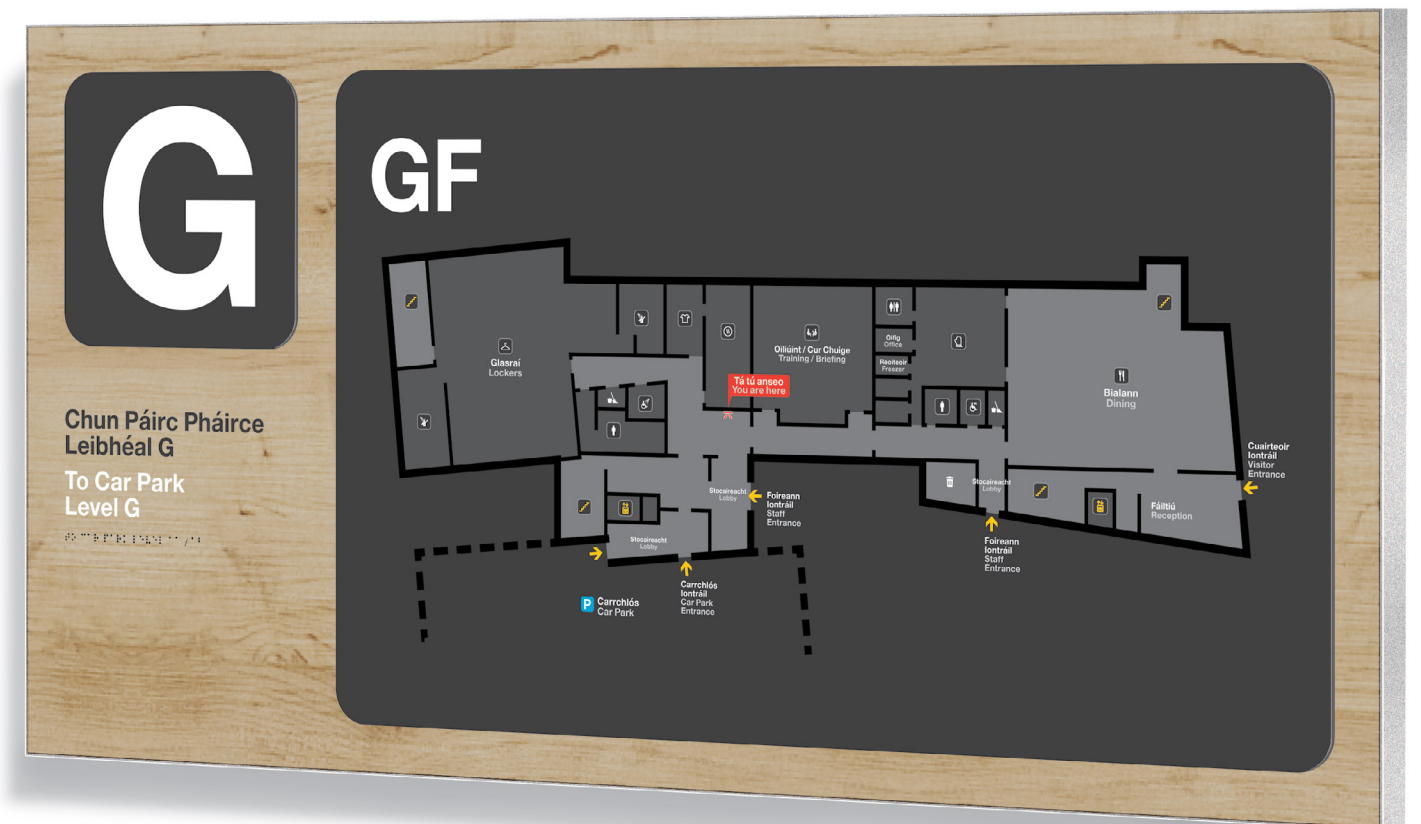 G
Chun Páirc Pháirce
Leibhéal G
To Car Park
Level G
GF
Glasraí
Lockers
Oiliúint / Cur Chuige
Training / Briefing
Oifig
Office
Reoiteoir
Freezer
Tá tú anseo
You are here
Bialann
Dining
Cuairteoir
Iontráil
Visitor
Entrance
Stocaireacht
Lobby
Foireann
Iontráil
Staff
Entrance
Stocaireacht
Lobby
Fáiltiú
Reception
Stocaireacht
Lobby
Foireann
Iontráil
Staff
Entrance
Carrchlós
Iontráil
Car Park
Entrance
P Carrchlós
Car Park